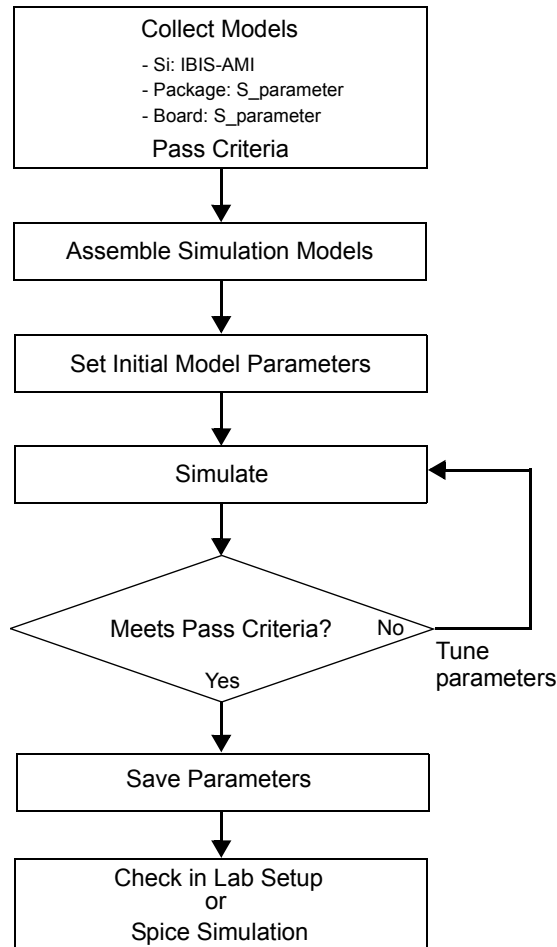 Collect Models
- Si: IBIS-AMI
- Package: S_parameter
- Board: S_parameter
Pass Criteria
Assemble Simulation Models
Set Initial Model Parameters
Simulate
Meets Pass Criteria?
No
Tune
parameters
Yes
Save Parameters
Check in Lab Setup
or
Spice Simulation